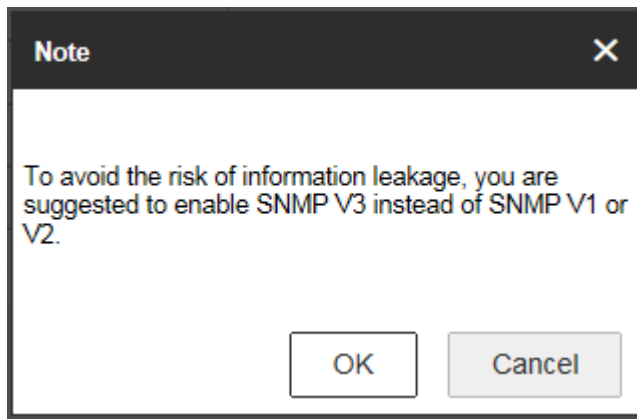 Note
To avoid the risk of information leakage, you are
suggested to enable SNMP V3 instead of SNMP V1 or
V2.
OK
Cancel